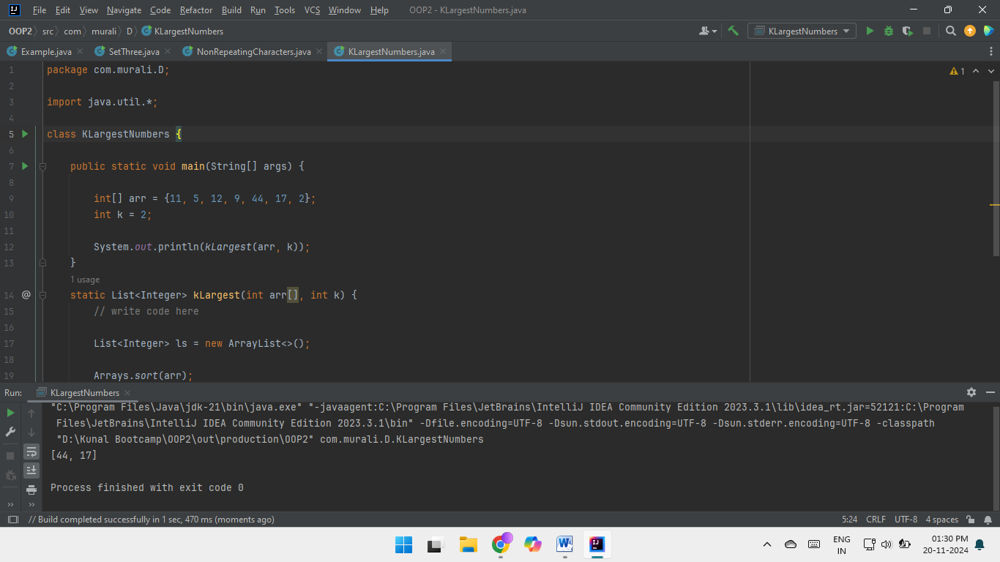 File Edit View Navigate Code Refactor Build Run Tools VCS Window Help OOP2 - KLargestNumbers.java
OOP2 src com murali D KLargestNumbers KLargestNumbers
Example.java SetThree.java NonRepeatingCharacters.java KLargestNumbers.java
1 package com.murali.D; 1
2
3 import java.util.*;
4
5 class KLargestNumbers {
6
7 public static void main(String[] args) {
8
9 int[] arr = {11, 5, 12, 9, 44, 17, 2};
10 int k = 2;
11
12 System.out.println(kLargest(arr, k));
13 }
1 usage
14 @ static List<Integer> kLargest(int arr[], int k) {
15 // write code here
16
17 List<Integer> ls = new ArrayList<>();
18
19 Arrays.sort(arr);
Run: KLargestNumbers
"C:\Program Files\Java\jdk-21\bin\java.exe" "-javaagent:C:\Program Files\JetBrains\IntelliJ IDEA Community Edition 2023.3.1\lib\idea_rt.jar=52121:C:\Program
Files\JetBrains\IntelliJ IDEA Community Edition 2023.3.1\bin" -Dfile.encoding=UTF-8 -Dsun.stdout.encoding=UTF-8 -Dsun.stderr.encoding=UTF-8 -classpath
"D:\Kunal Bootcamp\OOP2\out\production\OOP2" com.murali.D.KLargestNumbers
[44, 17]
Process finished with exit code 0
// Build completed successfully in 1 sec, 470 ms (moments ago) 5:24 CRLF UTF-8 4 spaces
ENG 01:30 PM
IN 20-11-2024